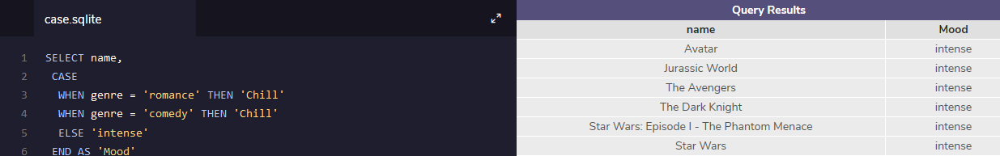 case.sqlite
1 SELECT name,
2 CASE
3 WHEN genre = 'romance' THEN 'Chill'
4 WHEN genre = 'comedy' THEN 'Chill'
5 ELSE 'intense'
6 END AS 'Mood'
Query Results
name Mood
Avatar intense
Jurassic World intense
The Avengers intense
The Dark Knight intense
Star Wars: Episode I - The Phantom Menace intense
Star Wars intense